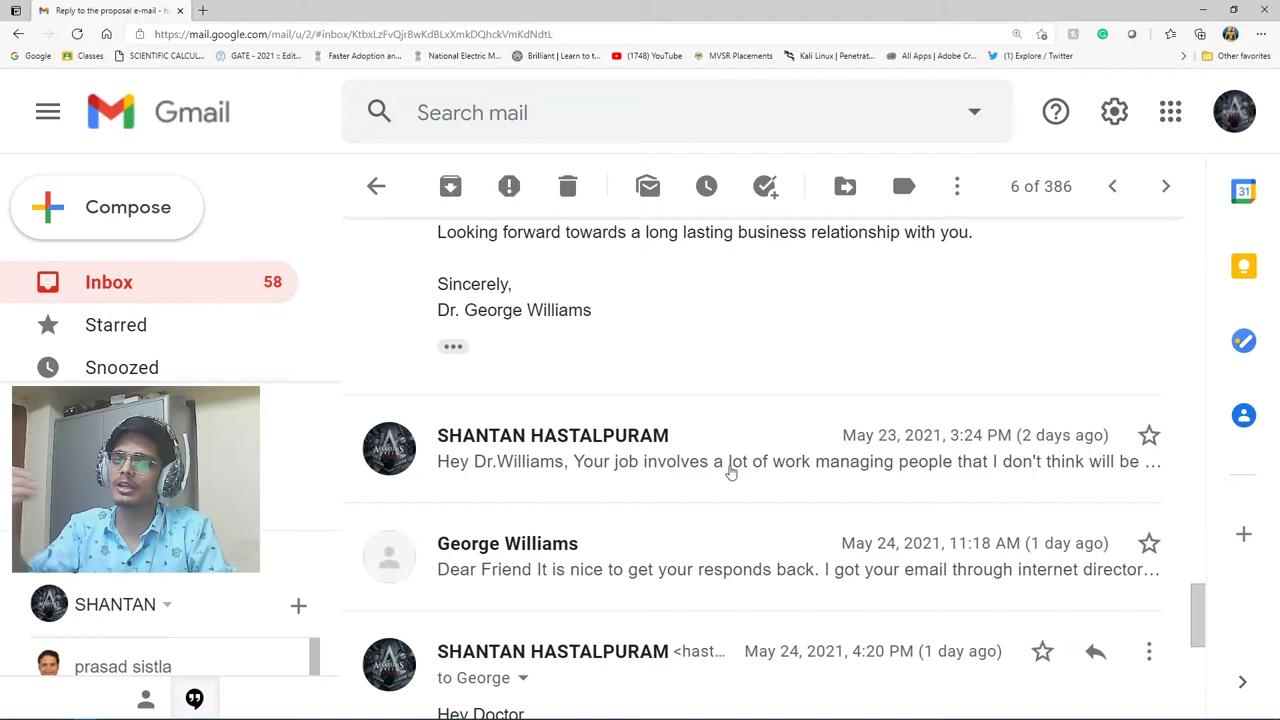 Reply to the proposal e-mail - ha
https://mail.google.com/mail/u/2/#inbox/KtbxLzFvQjrBwKdBLxXmkDQhckVmKdNdtL
Google
Classes
SCIENTIFIC CALCUL...
GATE - 2021 :: Edit...
Faster Adoption an...
National Electric M...
Brilliant | Learn to t...
(1748) YouTube
MVSR Placements
Kali Linux | Penetrat...
All Apps | Adobe Cr...
(1) Explore / Twitter
Other favorites
Gmail
Search mail
Compose
6 of 386
Inbox 58
Starred
Snoozed
Looking forward towards a long lasting business relationship with you.
Sincerely,
Dr. George Williams
SHANTAN HASTALPURAM May 23, 2021, 3:24 PM (2 days ago)
Hey Dr.Williams, Your job involves a lot of work managing people that I don't think will be ...
George Williams May 24, 2021, 11:18 AM (1 day ago)
Dear Friend It is nice to get your responds back. I got your email through internet director...
SHANTAN HASTALPURAM <hast... May 24, 2021, 4:20 PM (1 day ago)
to George
Hey Doctor
SHANTAN
prasad sistla
31